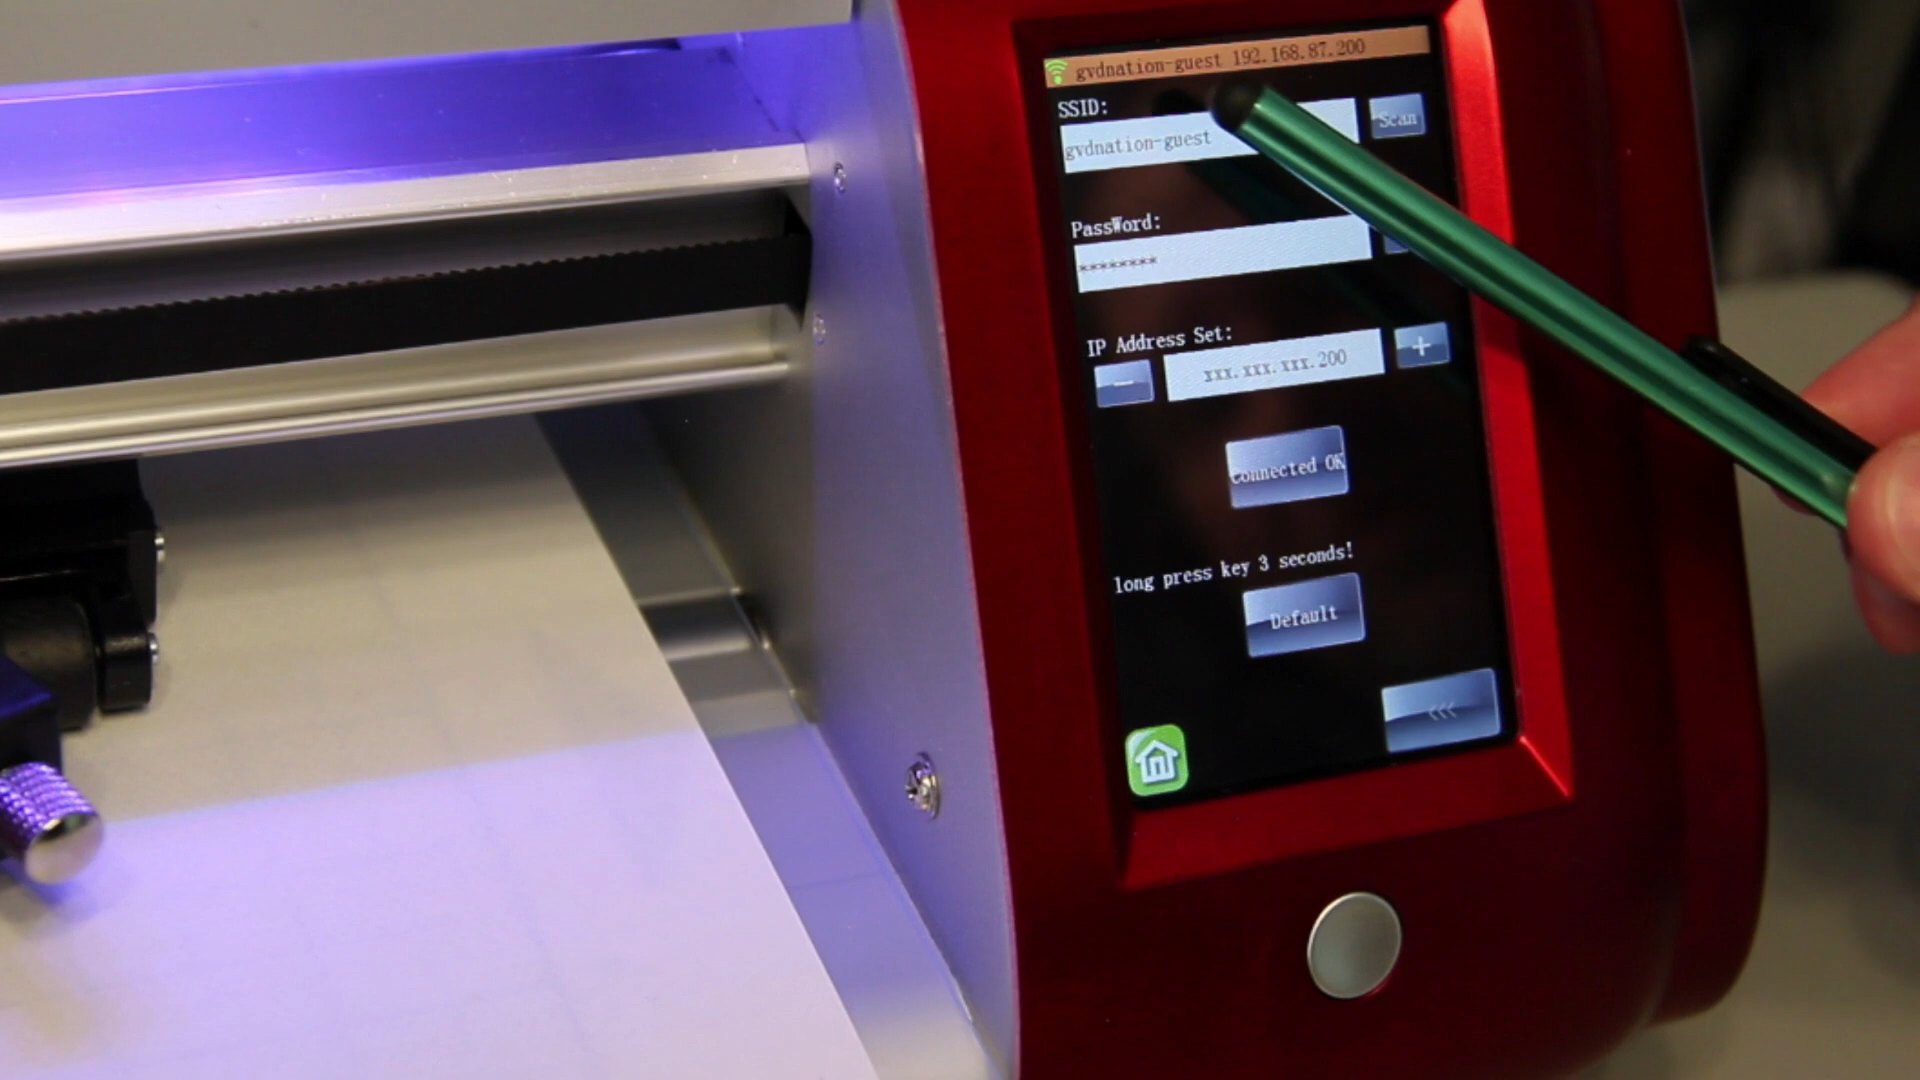 gvdnation-guest 192.168.87.200
SSID:
gvdnation-guest
Scan
PassWord:
********
IP Address Set:
- xxx.xxx.xxx.200 +
Connected OK
long press key 3 seconds!
Default
<<<